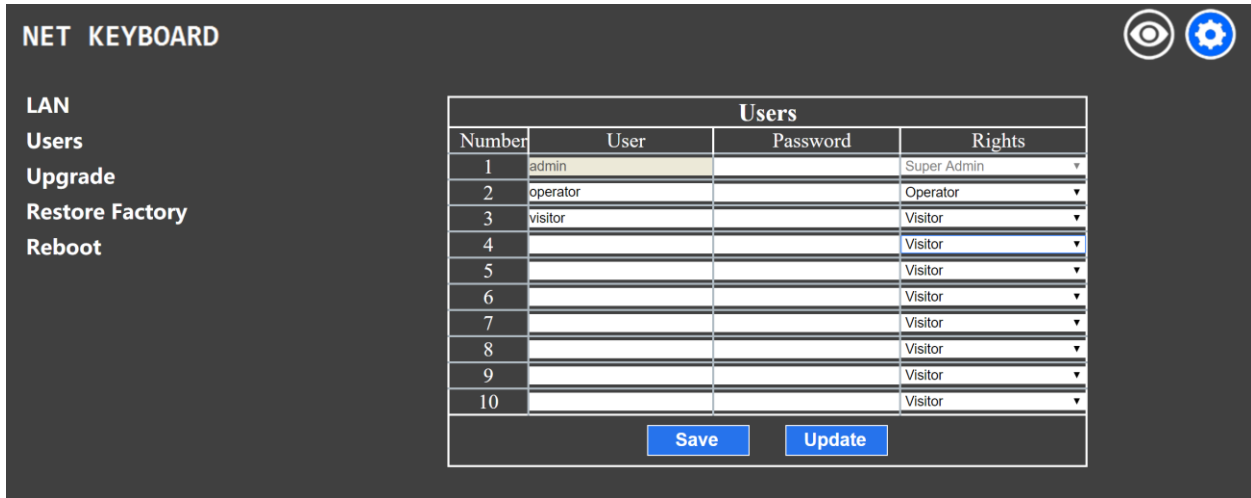 NET KEYBOARD
LAN
Users
Upgrade
Restore Factory
Reboot
Users
Number User Password Rights
1 admin Super Admin
2 operator Operator
3 visitor Visitor
4 Visitor
5 Visitor
6 Visitor
7 Visitor
8 Visitor
9 Visitor
10 Visitor
Save Update